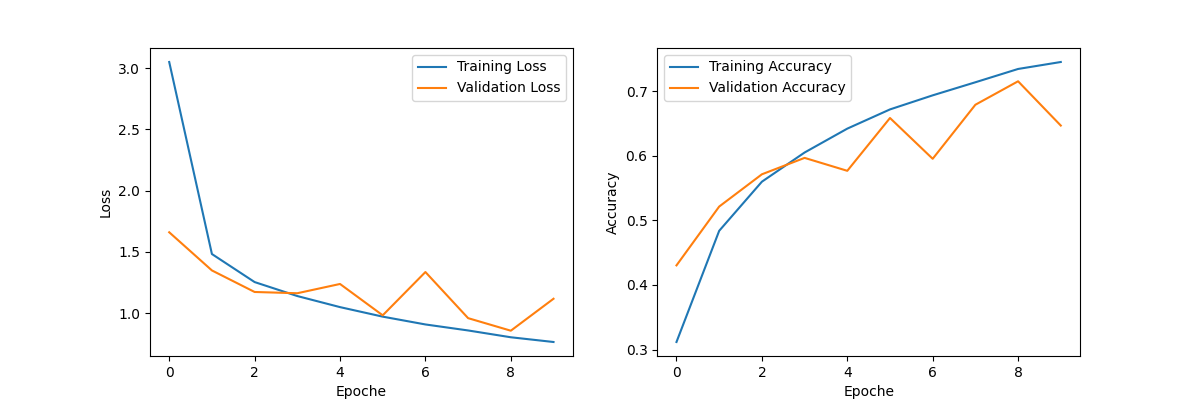 Training Loss
Validation Loss
3.0
2.5
2.0
1.5
1.0
Loss
0 2 4 6 8
Epoche
Training Accuracy
Validation Accuracy
0.7
0.6
0.5
0.4
0.3
Accuracy
0 2 4 6 8
Epoche